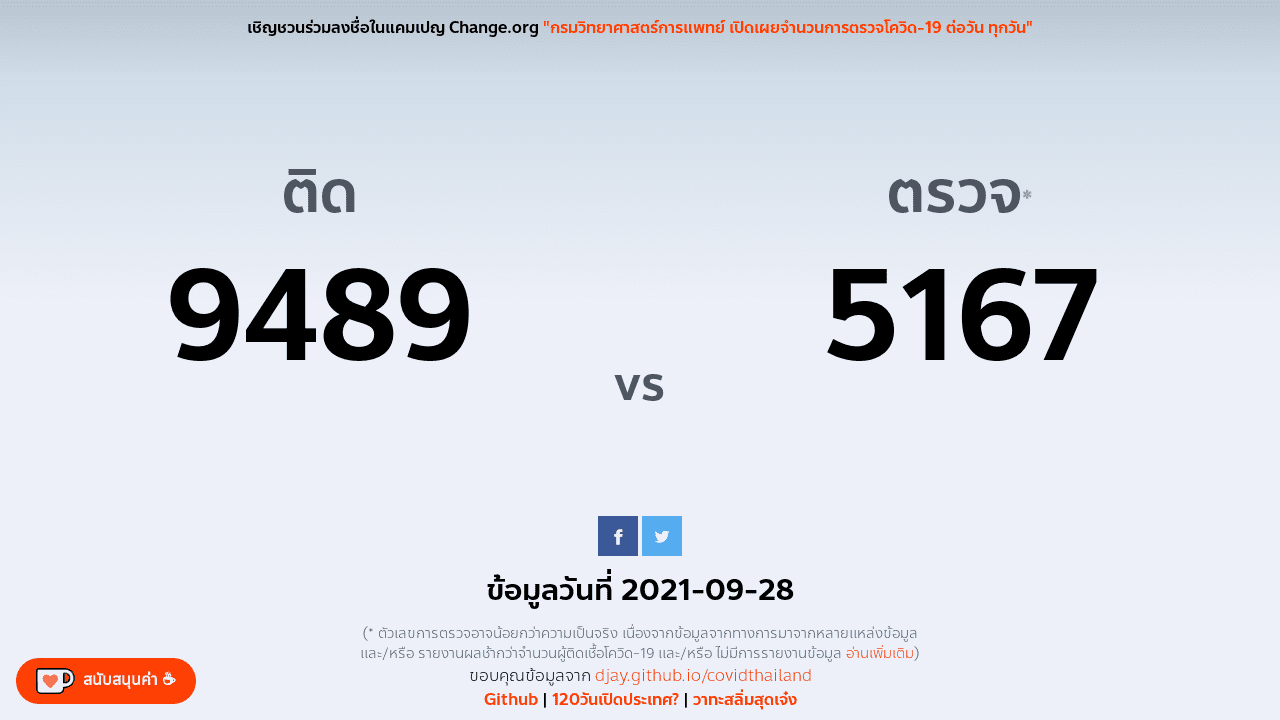 เชิญชวนร่วมลงชื่อในแคมเปญ Change.org "กรมวิทยาศาสตร์การแพทย์ เปิดเผยจำนวนการตรวจโควิด-19 ต่อวัน ทุกวัน"
ติด
ตรวจ*
9489
5167
vs
ข้อมูลวันที่ 2021-09-28
(* ตัวเลขการตรวจอาจน้อยกว่าความเป็นจริง เนื่องจากข้อมูลจากทางการมาจากหลายแหล่งข้อมูล
และ/หรือ รายงานผลช้ากว่าจำนวนผู้ติดเชื้อโควิด-19 และ/หรือ ไม่มีการรายงานข้อมูล อ่านเพิ่มเติม)
ขอบคุณข้อมูลจาก djay.github.io/covidthailand
Github | 120วันเปิดประเทศ? | วาทะสลิ่มสุดเจ๋ง
สนับสนุนค่า ☕